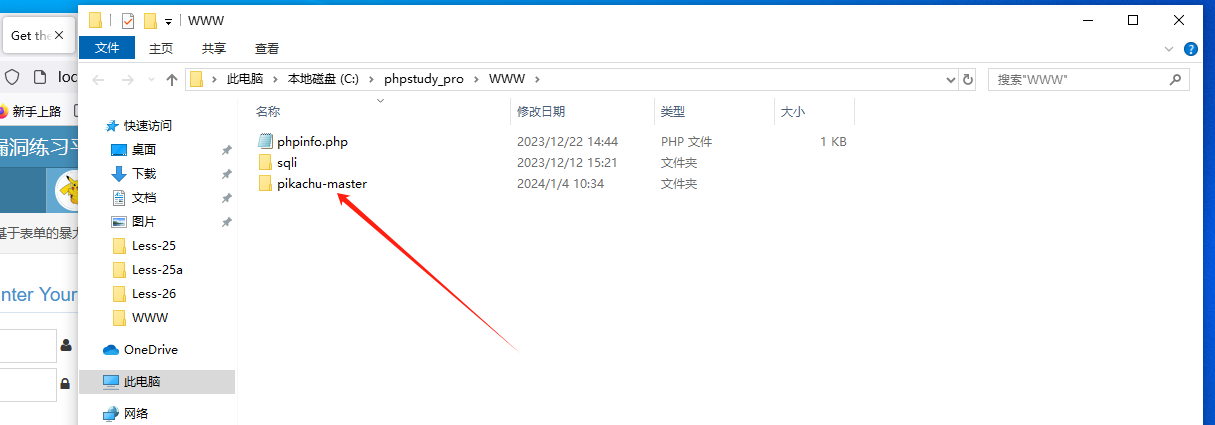 WWW
Get the
文件 主页 共享 查看
loc
此电脑 本地磁盘 (C:) phpstudy_pro WWW
搜索"WWW"
新手上路
名称 修改日期 类型 大小
快速访问
桌面
下载
文档
图片
Less-25
Less-25a
Less-26
WWW
OneDrive
此电脑
网络
phpinfo.php 2023/12/22 14:44 PHP 文件 1 KB
sqli 2023/12/12 15:21 文件夹
pikachu-master 2024/1/4 10:34 文件夹
漏洞练习平
基于表单的暴力
nter Your